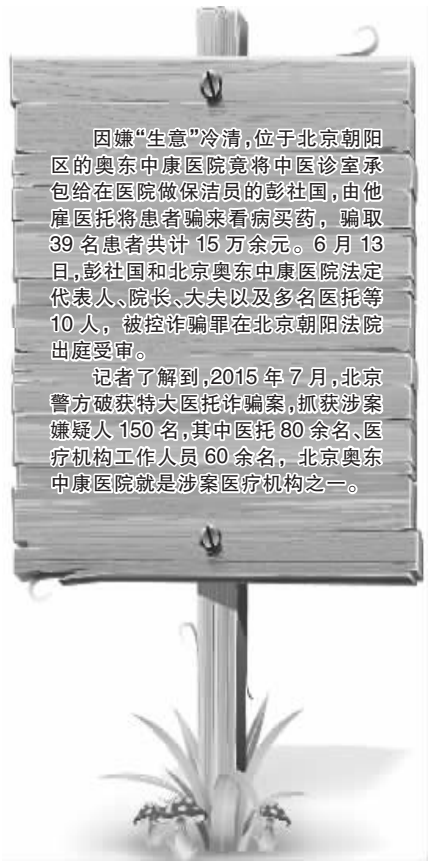 因嫌“生意”冷清,位于北京朝阳
区的奥东中康医院竟将中医诊室承
包给在医院做保洁员的彭社国,由他
雇医托将患者骗来看病买药，骗取
39 名患者共计 15 万余元。6 月 13
日,彭社国和北京奥东中康医院法定
代表人、院长、大夫以及多名医托等
10 人，被控诈骗罪在北京朝阳法院
出庭受审。
记者了解到,2015 年 7 月,北京
警方破获特大医托诈骗案,抓获涉案
嫌疑人 150 名,其中医托 80 余名、医
疗机构工作人员 60 余名，北京奥东
中康医院就是涉案医疗机构之一。